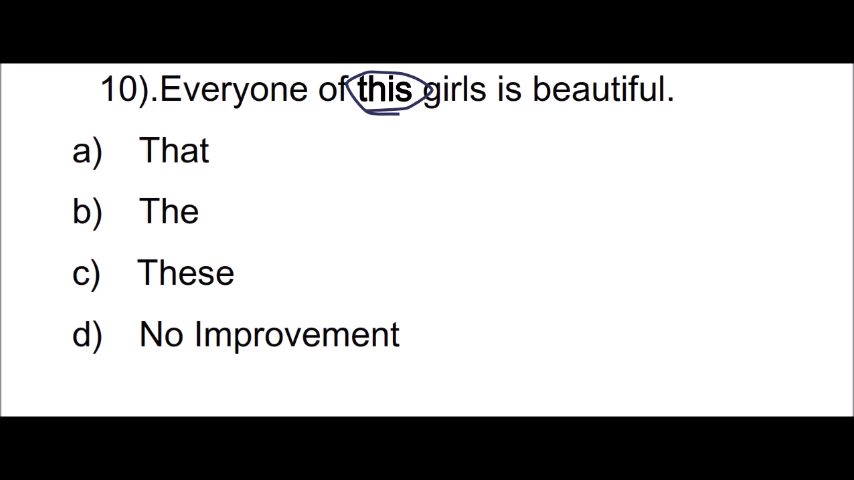 10).Everyone of this girls is beautiful.
a) That
b) The
c) These
d) No Improvement